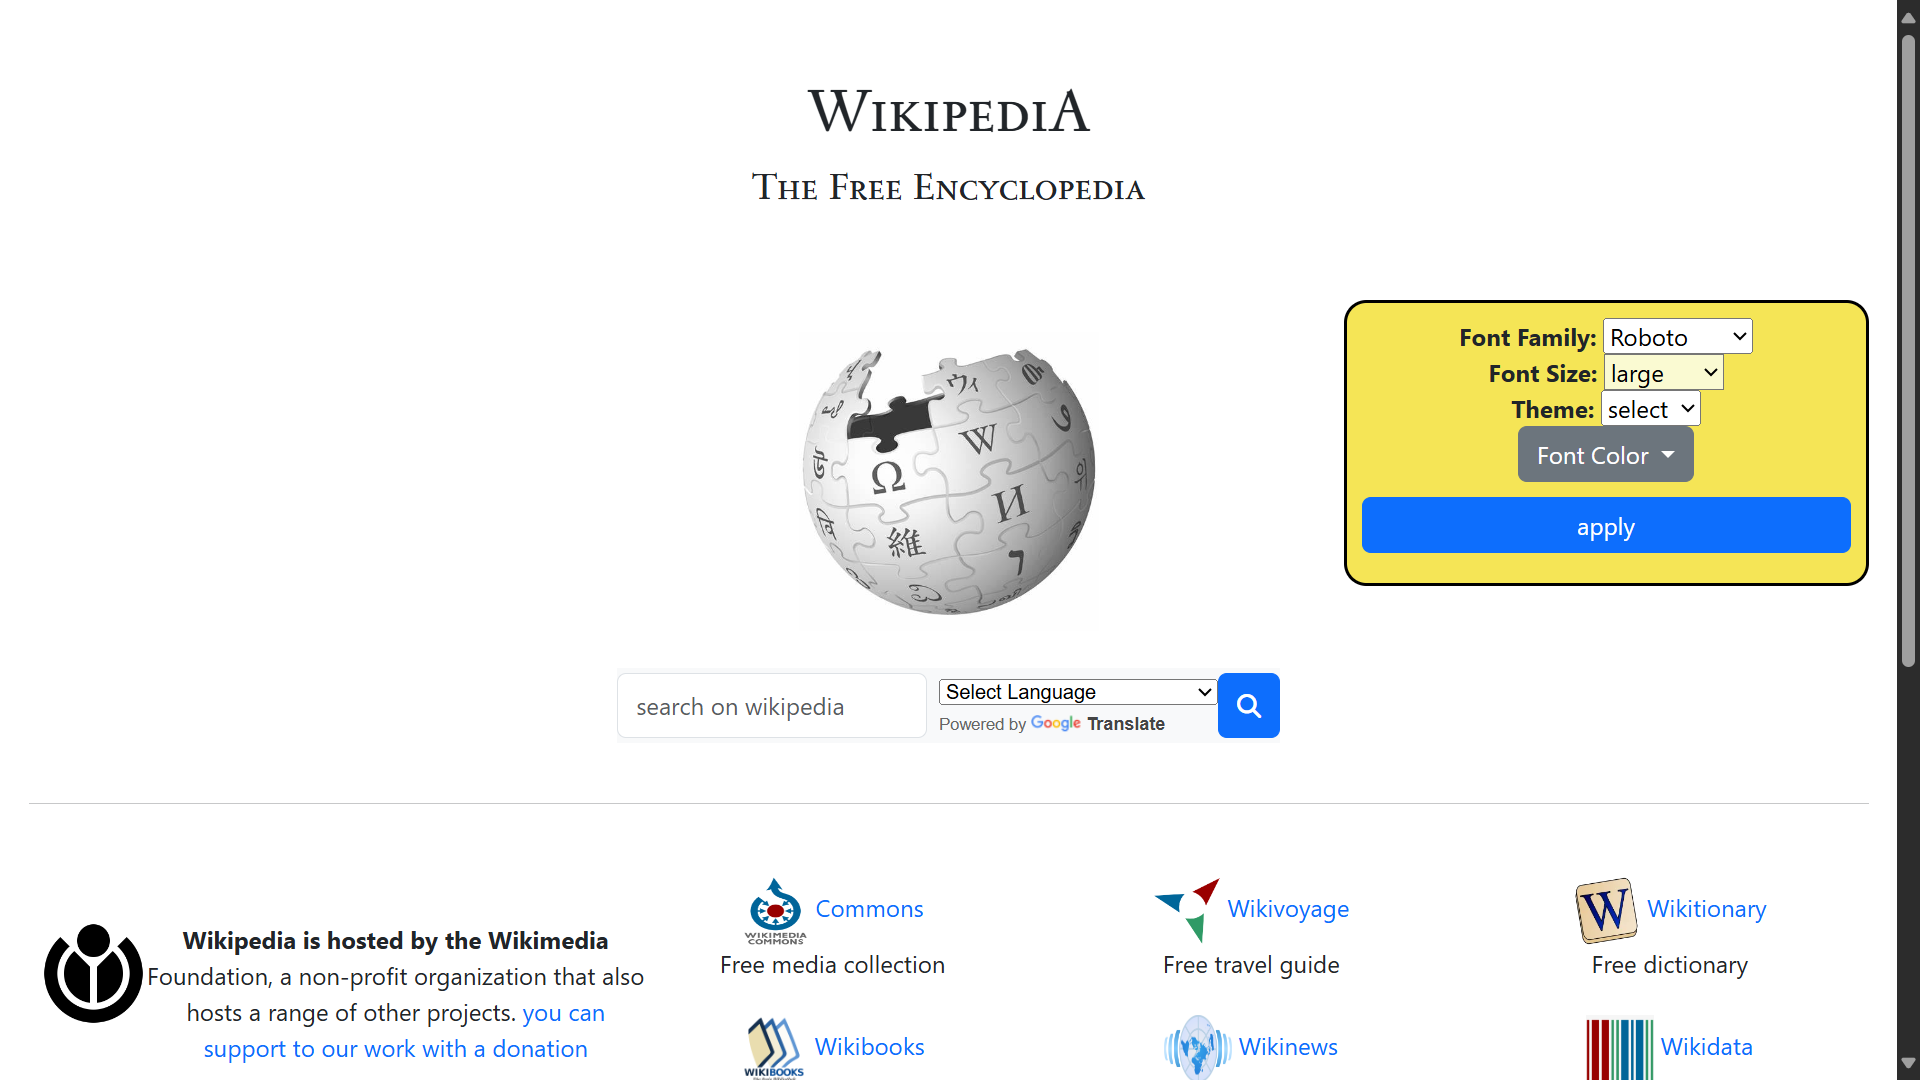 WIKIPEDIA
THE FREE ENCYCLOPEDIA
Font Family: Roboto
Font Size: large
Theme: select
Font Color
apply
ウィ
W
Ω
И
維
search on wikipedia
Select Language
Powered by Google Translate
WIKIMEDIA
COMMONS
Commons
Free media collection
Wikivoyage
Free travel guide
W
Wikitionary
Free dictionary
Wikipedia is hosted by the Wikimedia
Foundation, a non-profit organization that also
hosts a range of other projects. you can
support to our work with a donation
WIKIBOOKS
Wikibooks
Wikinews
Wikidata